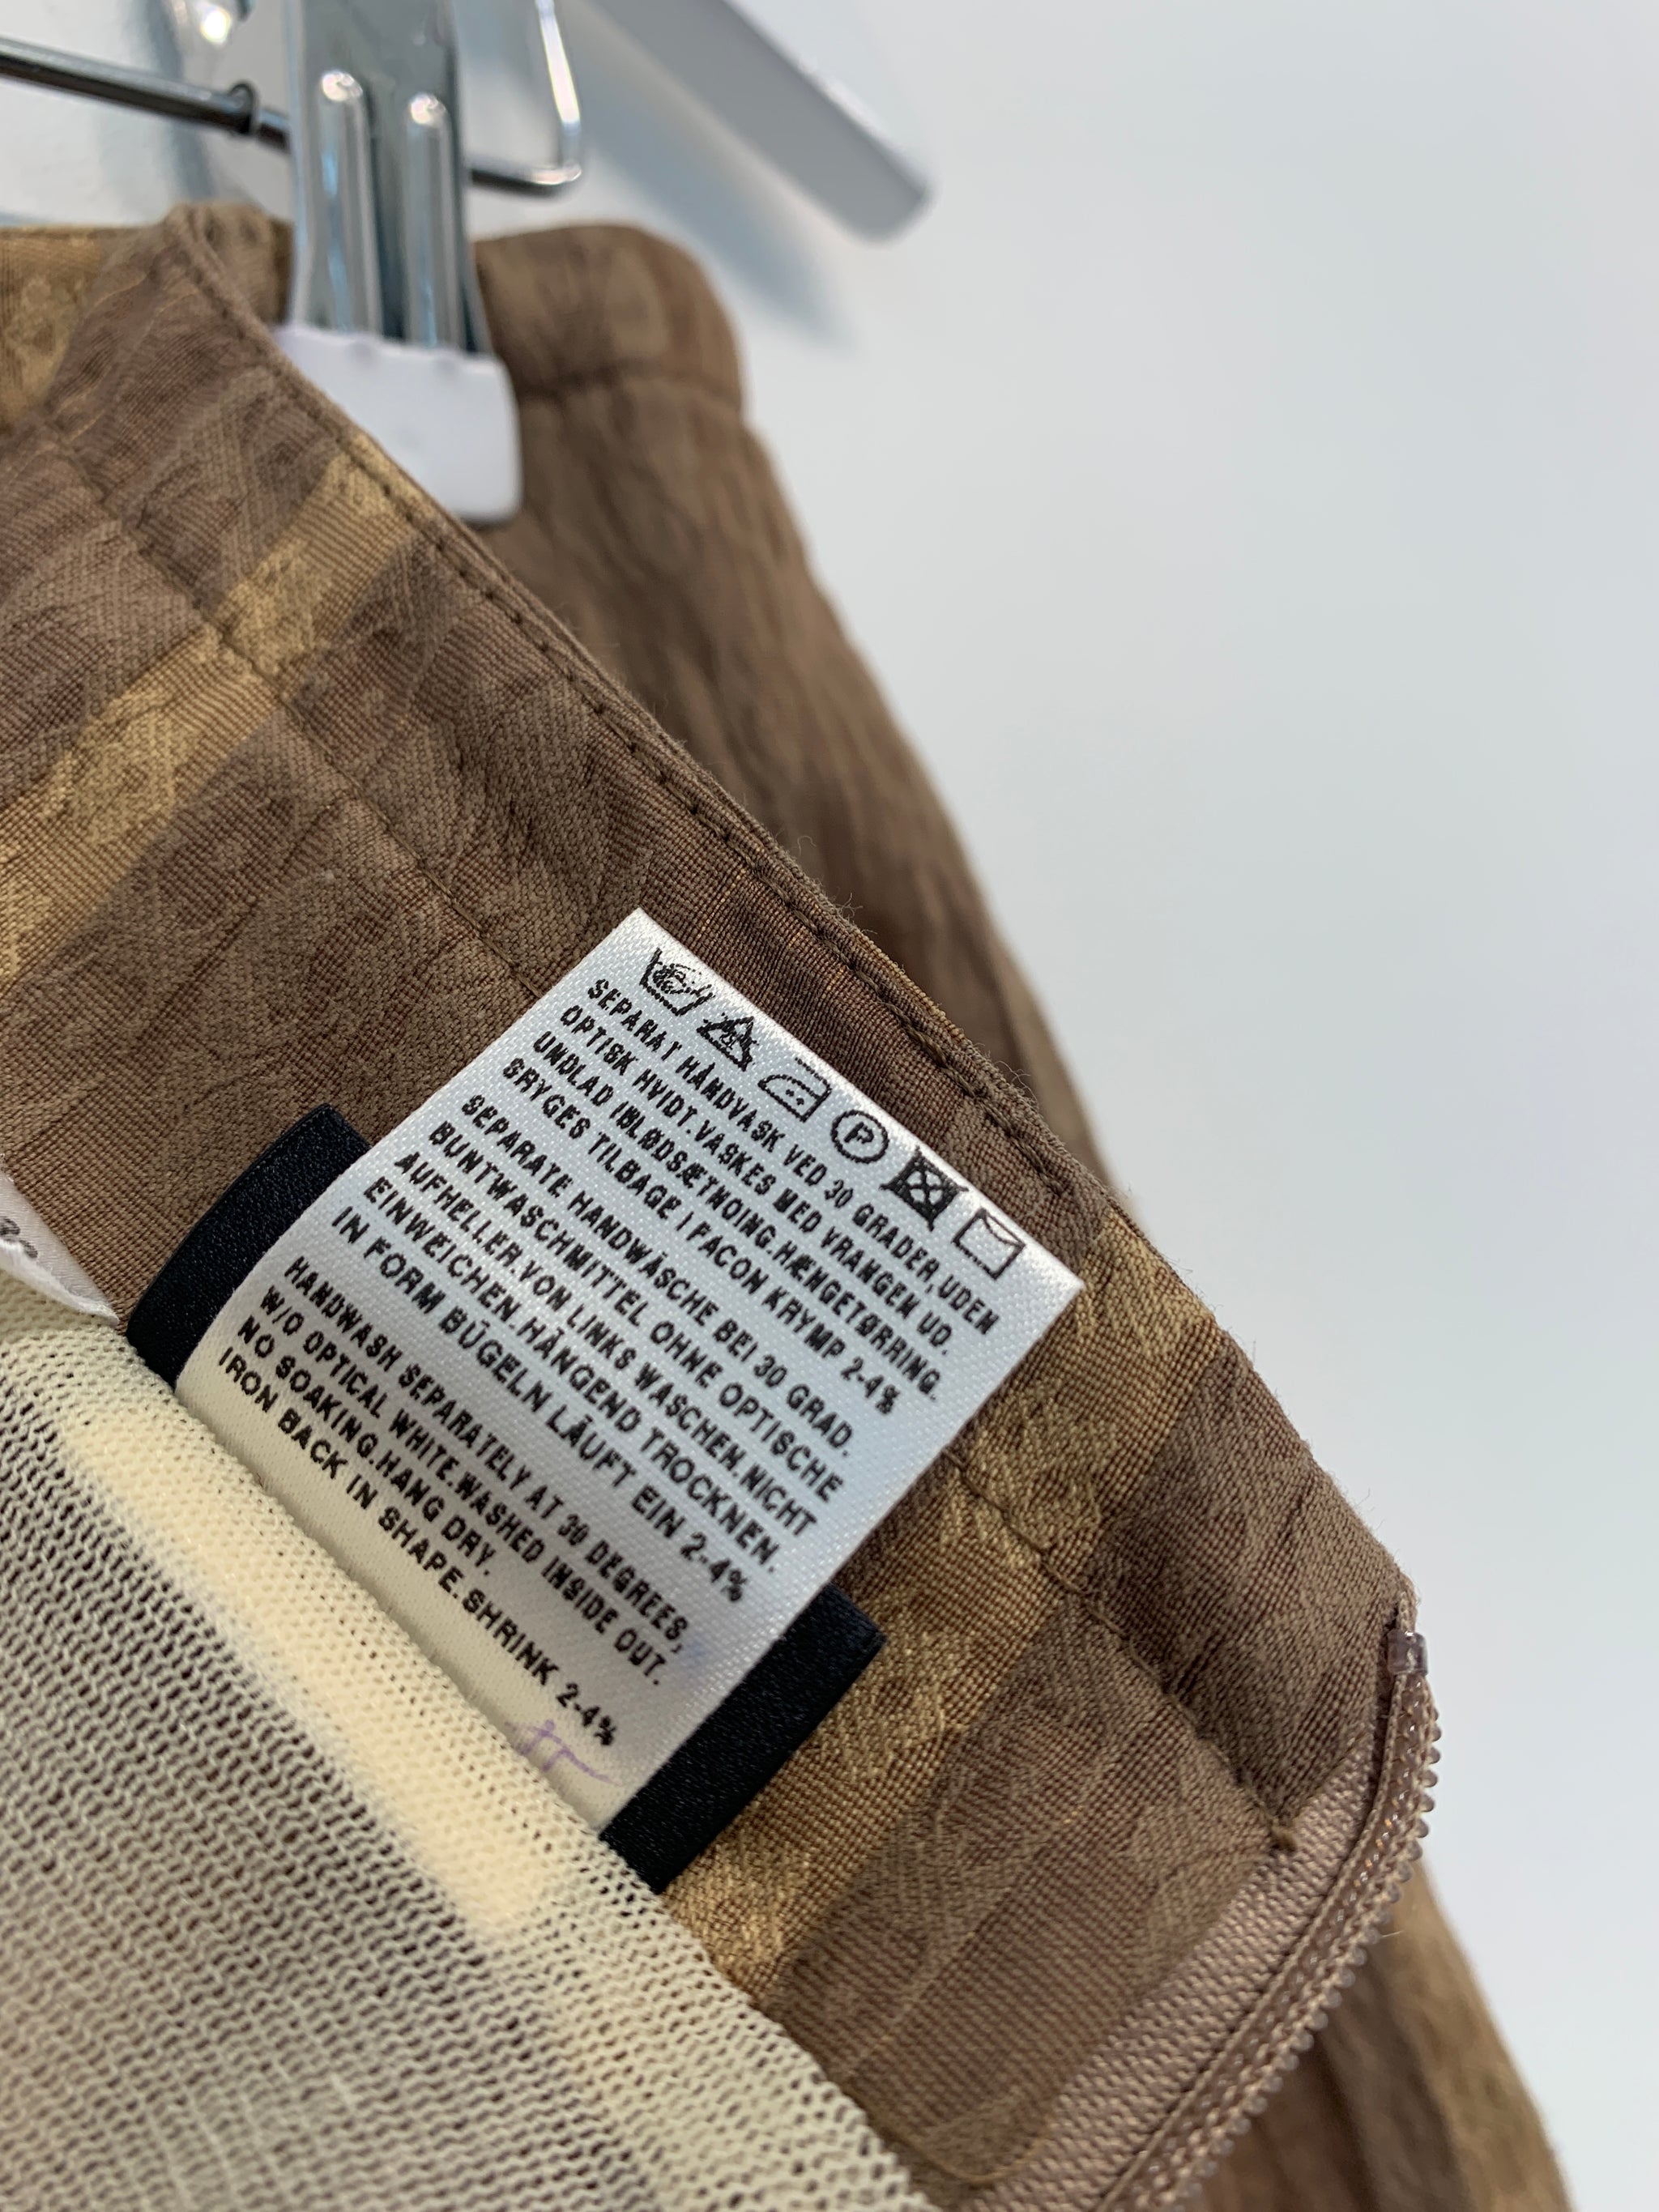 P
SEPARAT HÅNDVASK VED 30 GRADER, UDEN
OPTISK HVIDT. VASKES MED VRANGEN UD.
UNDLAD IBLØDSÆTNOING. HÆNGETØRRING.
SRYGES TILBAGE I FACON KRYMP 2-4%
SEPARATE HANDWÄSCHE BEI 30 GRAD.
BUNTWASCHMITTEL OHNE OPTISCHE
AUFHELLER. VON LINKS WASCHEN. NICHT
EINWEICHEN. HÄNGEND TROCKNEN.
IN FORM BÜGELN LÄUFT EIN 2-4%
HANDWASH SEPARATELY AT 30 DEGREES,
W/O OPTICAL WHITE. WASHED INSIDE OUT.
NO SOAKING. HANG DRY.
IRON BACK IN SHAPE. SHRINK 2-4%